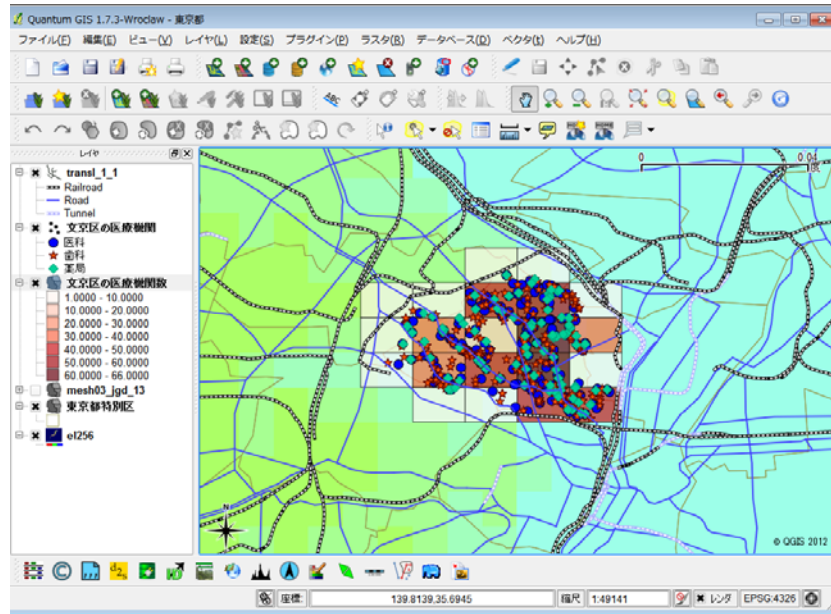 Quantum GIS 1.7.3-Wroclaw - 東京都
ファイル(F) 編集(E) ビュー(V) レイヤ(L) 設定(S) プラグイン(P) ラスタ(R) データベース(D) ベクタ(t) ヘルプ(H)
レイヤ
transl_1_1
Railroad
Road
Tunnel
文京区の医療機関
医科
歯科
薬局
文京区の医療機関数
1.0000 - 10.0000
10.0000 - 20.0000
20.0000 - 30.0000
30.0000 - 40.0000
40.0000 - 50.0000
50.0000 - 60.0000
60.0000 - 66.0000
mesh03_jgd_13
東京都特別区
el256
0 0.04
度
N
© QGIS 2012
座標: 139.8139,35.6945 縮尺 1:49141 レンダ EPSG:4326